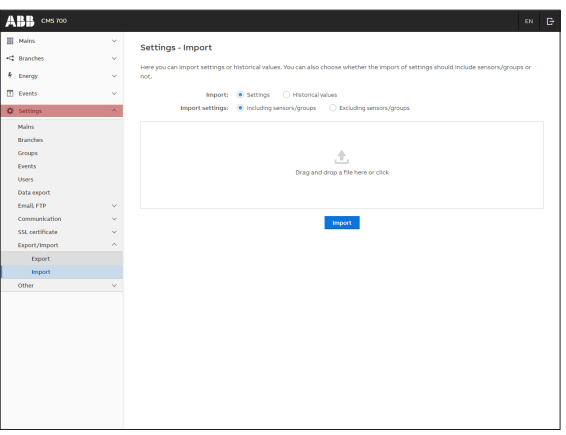 ABB CMS 700 EN
Mains
Branches
Energy
Events
Settings
Mains
Branches
Groups
Events
Users
Data export
Email, FTP
Communication
SSL certificate
Export/Import
Export
Import
Other
Settings - Import
Here you can import settings or historical values. You can also choose whether the import of settings should include sensors/groups or
not.
Import: Settings Historical values
Import settings: Including sensors/groups Excluding sensors/groups
Drag and drop a file here or click
Import